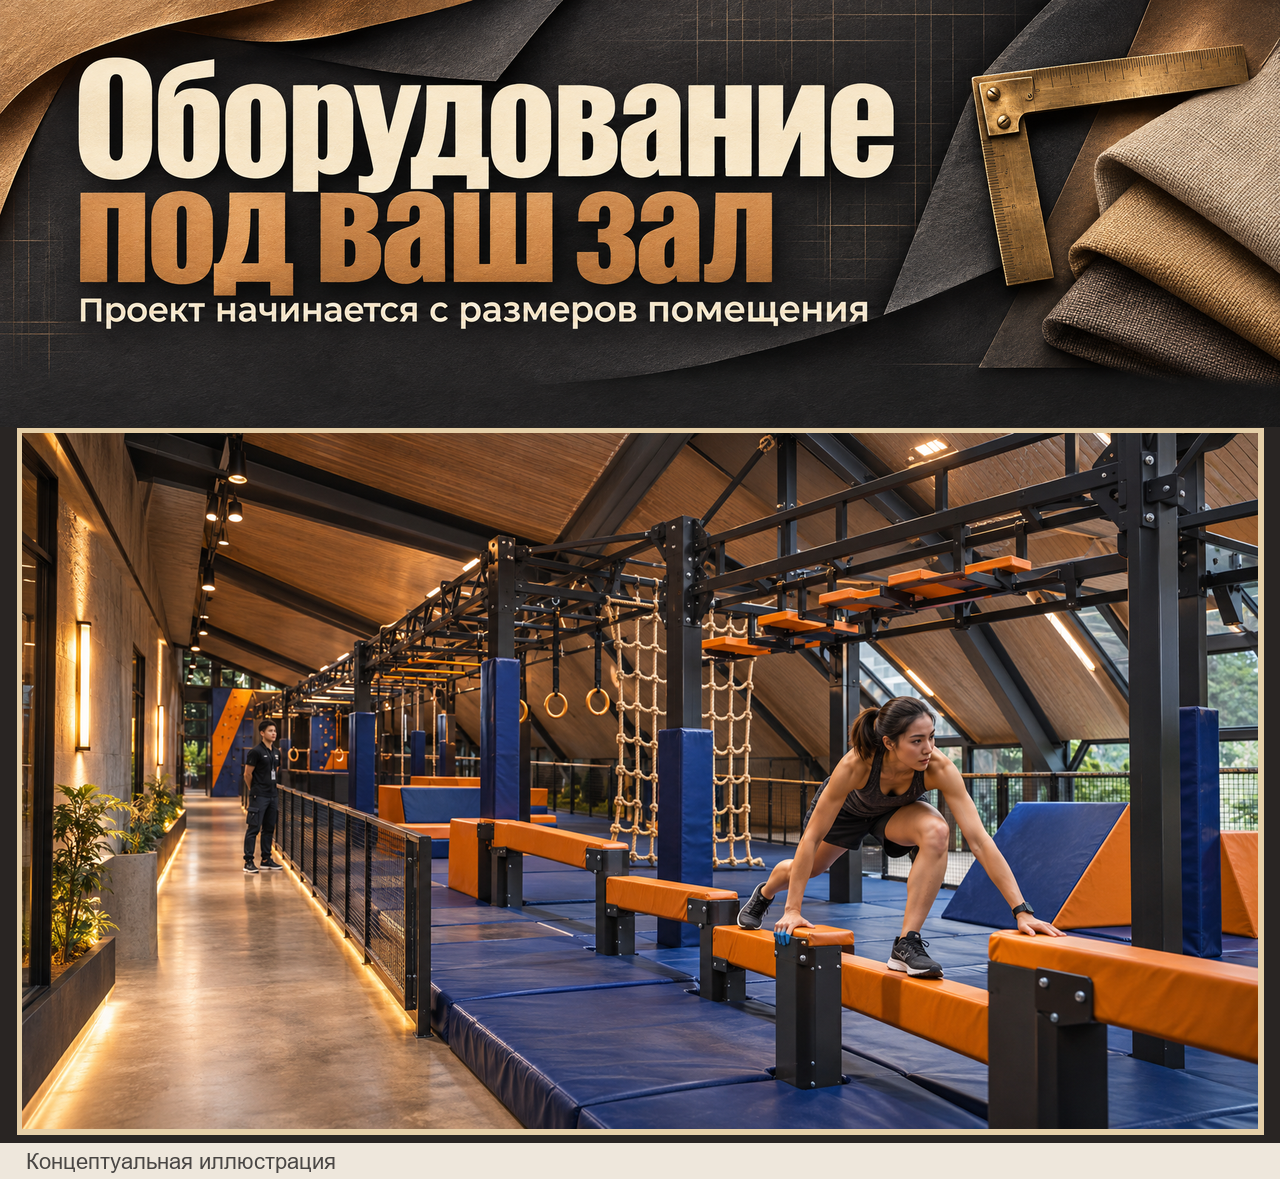 Оборудование
под ваш зал
Проект начинается с размеров помещения
Концептуальная иллюстрация